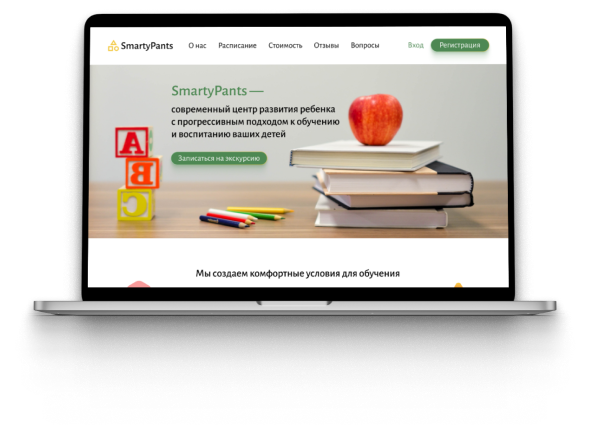 SmartyPants
О нас
Расписание
Стоимость
Отзывы
Вопросы
Вход
Регистрация
SmartyPants —
современный центр развития ребенка
с прогрессивным подходом к обучению
и воспитанию ваших детей
Записаться на экскурсию
A
B
C
Мы создаем комфортные условия для обучения